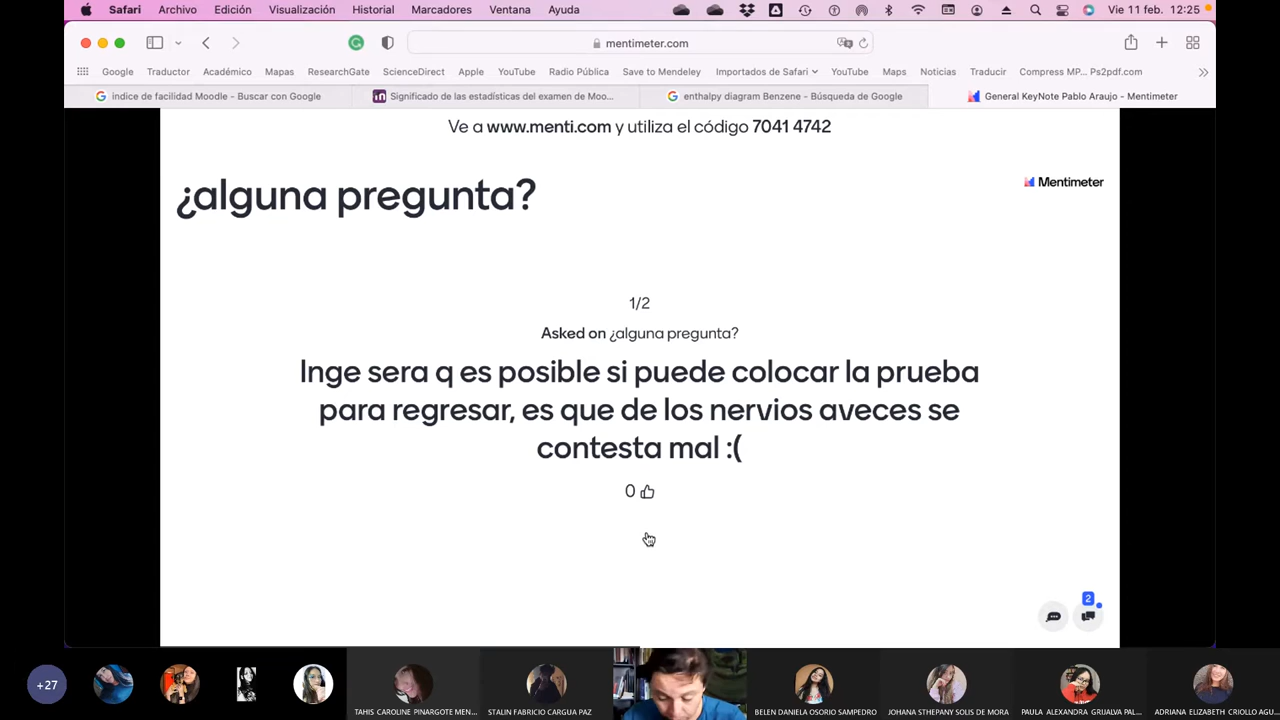 Safari Archivo Edición Visualización Historial Marcadores Ventana Ayuda Vie 11 feb. 12:25
mentimeter.com
Google Traductor Académico Mapas ResearchGate ScienceDirect Apple YouTube Radio Pública Save to Mendeley Importados de Safari YouTube Maps Noticias Traducir Compress MP... Ps2pdf.com
indice de facilidad Moodle - Buscar con Google Significado de las estadísticas del examen de Moo... enthalpy diagram Benzene - Búsqueda de Google General KeyNote Pablo Araujo - Mentimeter
Ve a www.menti.com y utiliza el código 7041 4742
¿alguna pregunta?
Mentimeter
1/2
Asked on ¿alguna pregunta?
Inge sera q es posible si puede colocar la prueba
para regresar, es que de los nervios aveces se
contesta mal :(
0
2
+27
TAHIS CAROLINE PINARGOTE MEN... STALIN FABRICIO CARGUA PAZ BELEN DANIELA OSORIO SAMPEDRO JOHANA STHEPANY SOLIS DE MORA PAULA ALEXANDRA GRIJALVA PAL... ADRIANA ELIZABETH CRIOLLO AGU...